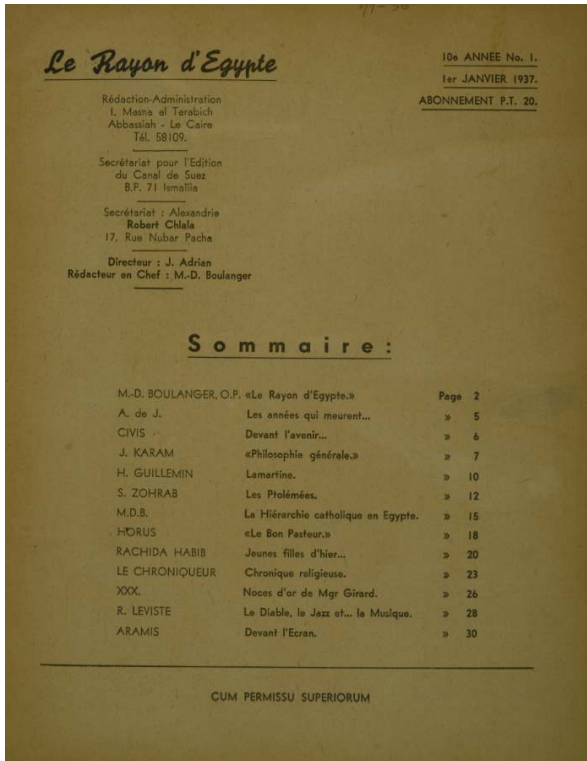 Le Rayon d'Egypte
10e ANNEE No. 1.
1er JANVIER 1937.
ABONNEMENT P.T. 20.
Rédaction-Administration
1, Masna el Tarabich
Abbassiah - Le Caire
Tél. 58109.
Secrétariat pour l'Edition
du Canal de Suez
B.P. 71 Ismaïlia
Secrétariat : Alexandrie
Robert Chlala
17, Rue Nubar Pacha
Directeur : J. Adrian
Rédacteur en Chef : M.-D. Boulanger
Sommaire :
M.-D. BOULANGER, O.P. «Le Rayon d'Egypte.» Page 2
A. de J. Les années qui meurent... » 5
CIVIS Devant l'avenir... » 6
J. KARAM «Philosophie générale.» » 7
H. GUILLEMIN Lamartine. » 10
S. ZOHRAB Les Ptolémées. » 12
M.D.B. La Hiérarchie catholique en Egypte. » 15
HORUS «Le Bon Pasteur.» » 18
RACHIDA HABIB Jeunes filles d'hier... » 20
LE CHRONIQUEUR Chronique religieuse. » 23
XXX. Noces d'or de Mgr Girard. » 26
R. LEVISTE Le Diable, le Jazz et... la Musique. » 28
ARAMIS Devant l'Ecran. » 30
CUM PERMISSU SUPERIORUM